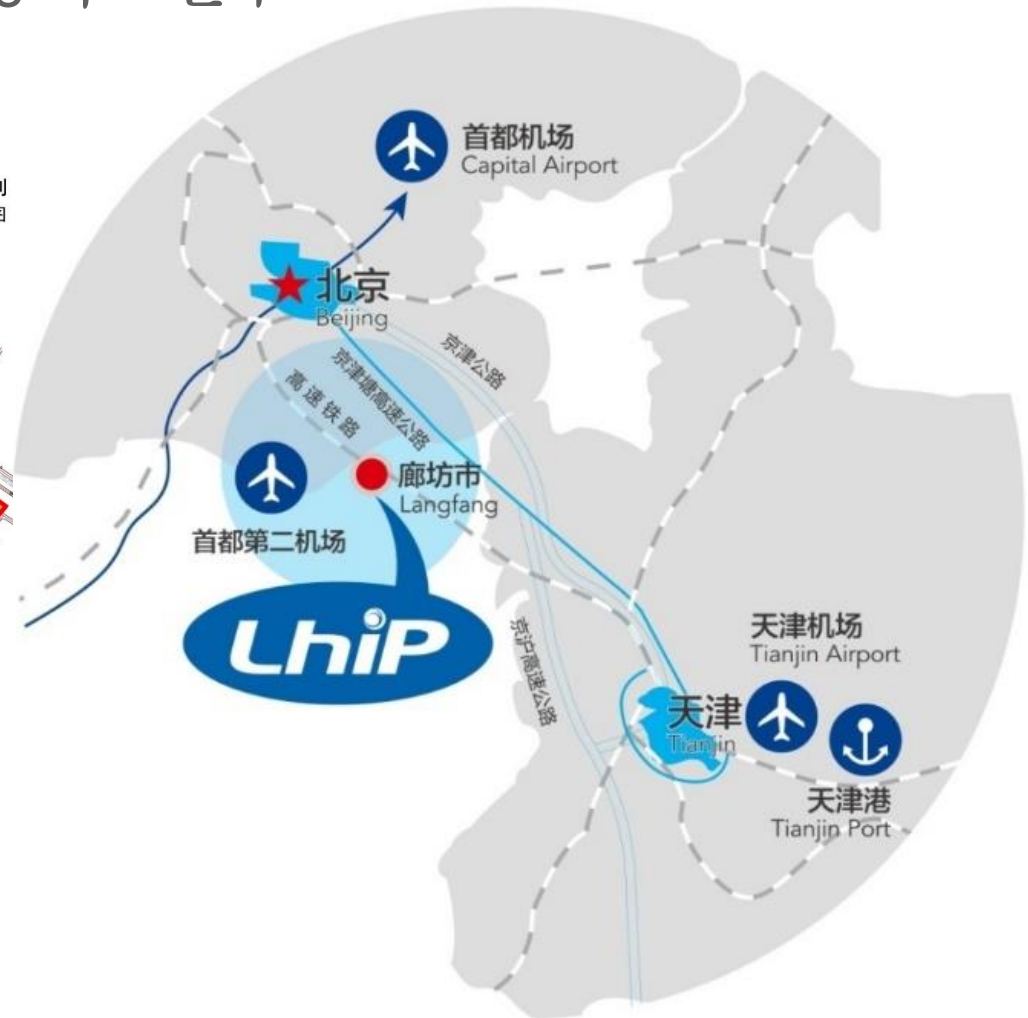 首都机场
Capital Airport
北京
Beijing
京津公路
京津塘高速公路
高速铁路
廊坊市
Langfang
首都第二机场
LhiP
京沪高速公路
天津机场
Tianjin Airport
天津
Tianjin
天津港
Tianjin Port